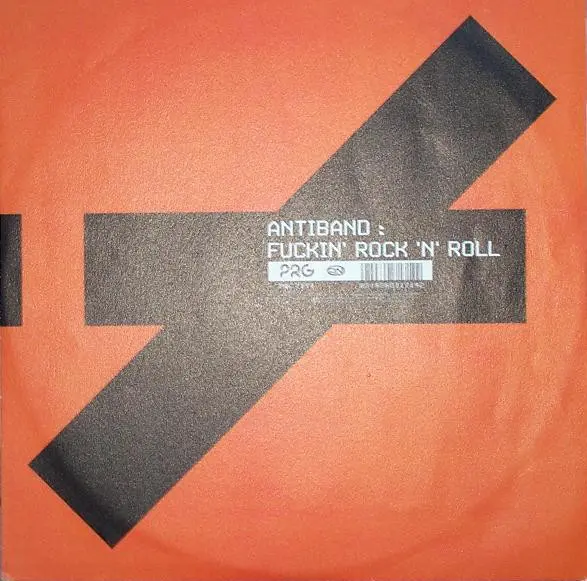 ANTIBAND :
FUCKIN' ROCK 'N' ROLL
PRG